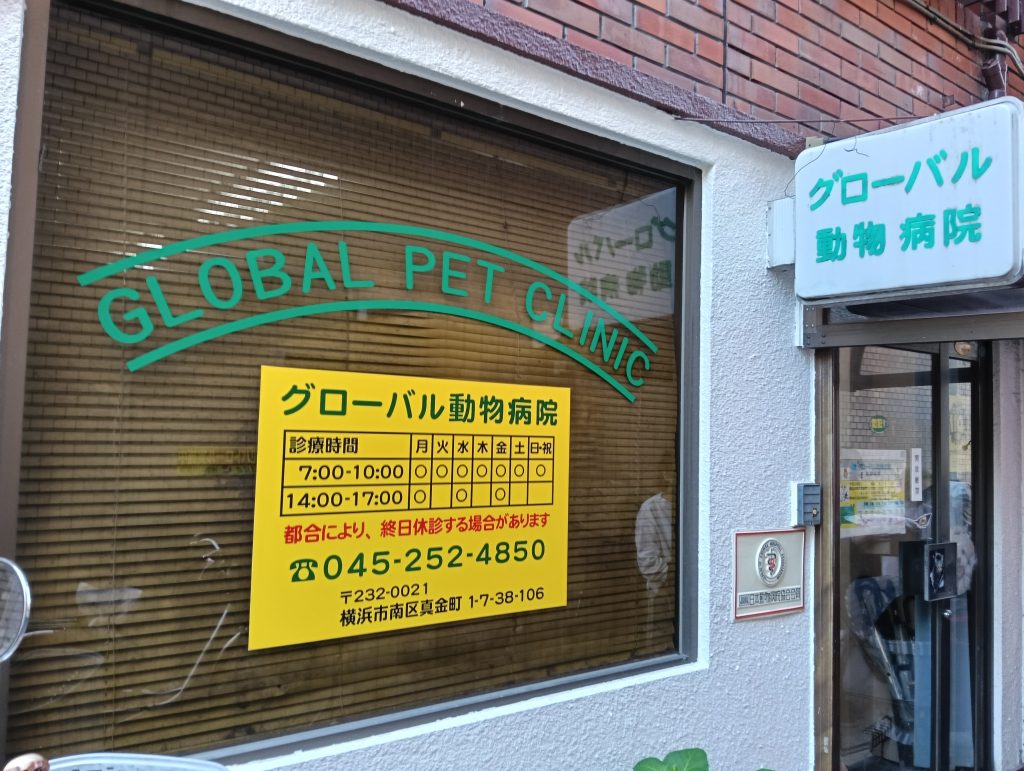 GLOBAL PET CLINIC
グローバル動物病院
診療時間 月 火 水 木 金 土 日・祝
7:00-10:00 ○ ○ ○ ○ ○ ○ ○
14:00-17:00 ○ ○ ○
都合により、終日休診する場合があります
☎045-252-4850
〒232-0021
横浜市南区真金町 1-7-38-106
グローバル
動物病院